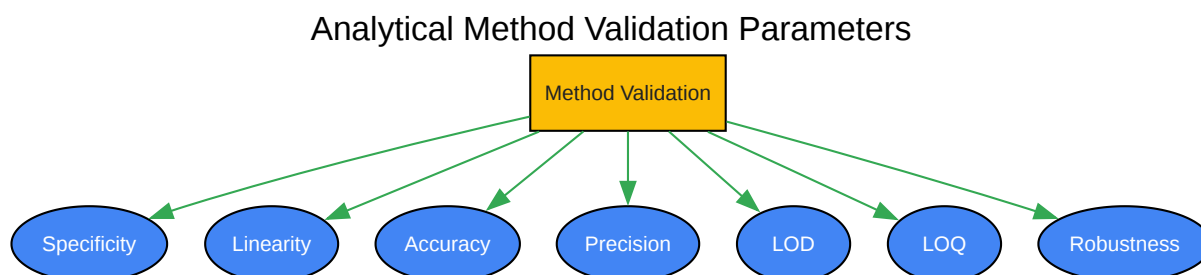 Analytical Method Validation Parameters
Method Validation
Specificity
Linearity
Accuracy
Precision
LOD
LOQ
Robustness